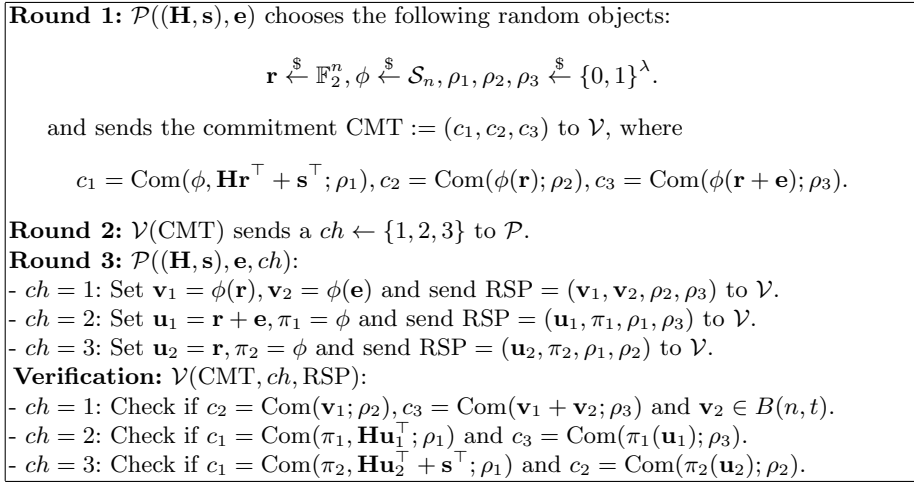 Round 1: 𝒫((H, s), e) chooses the following random objects:
r ←$ 𝔽₂ⁿ, ϕ ←$ 𝒮ₙ, ρ₁, ρ₂, ρ₃ ←$ {0, 1}^λ.
and sends the commitment CMT := (c₁, c₂, c₃) to 𝒱, where
c₁ = Com(ϕ, Hr^⊤ + s^⊤; ρ₁), c₂ = Com(ϕ(r); ρ₂), c₃ = Com(ϕ(r + e); ρ₃).
Round 2: 𝒱(CMT) sends a ch ← {1, 2, 3} to 𝒫.
Round 3: 𝒫((H, s), e, ch):
- ch = 1: Set v₁ = ϕ(r), v₂ = ϕ(e) and send RSP = (v₁, v₂, ρ₂, ρ₃) to 𝒱.
- ch = 2: Set u₁ = r + e, π₁ = ϕ and send RSP = (u₁, π₁, ρ₁, ρ₃) to 𝒱.
- ch = 3: Set u₂ = r, π₂ = ϕ and send RSP = (u₂, π₂, ρ₁, ρ₂) to 𝒱.
Verification: 𝒱(CMT, ch, RSP):
- ch = 1: Check if c₂ = Com(v₁; ρ₂), c₃ = Com(v₁ + v₂; ρ₃) and v₂ ∈ B(n, t).
- ch = 2: Check if c₁ = Com(π₁, Hu₁^⊤; ρ₁) and c₃ = Com(π₁(u₁); ρ₃).
- ch = 3: Check if c₁ = Com(π₂, Hu₂^⊤ + s^⊤; ρ₁) and c₂ = Com(π₂(u₂); ρ₂).